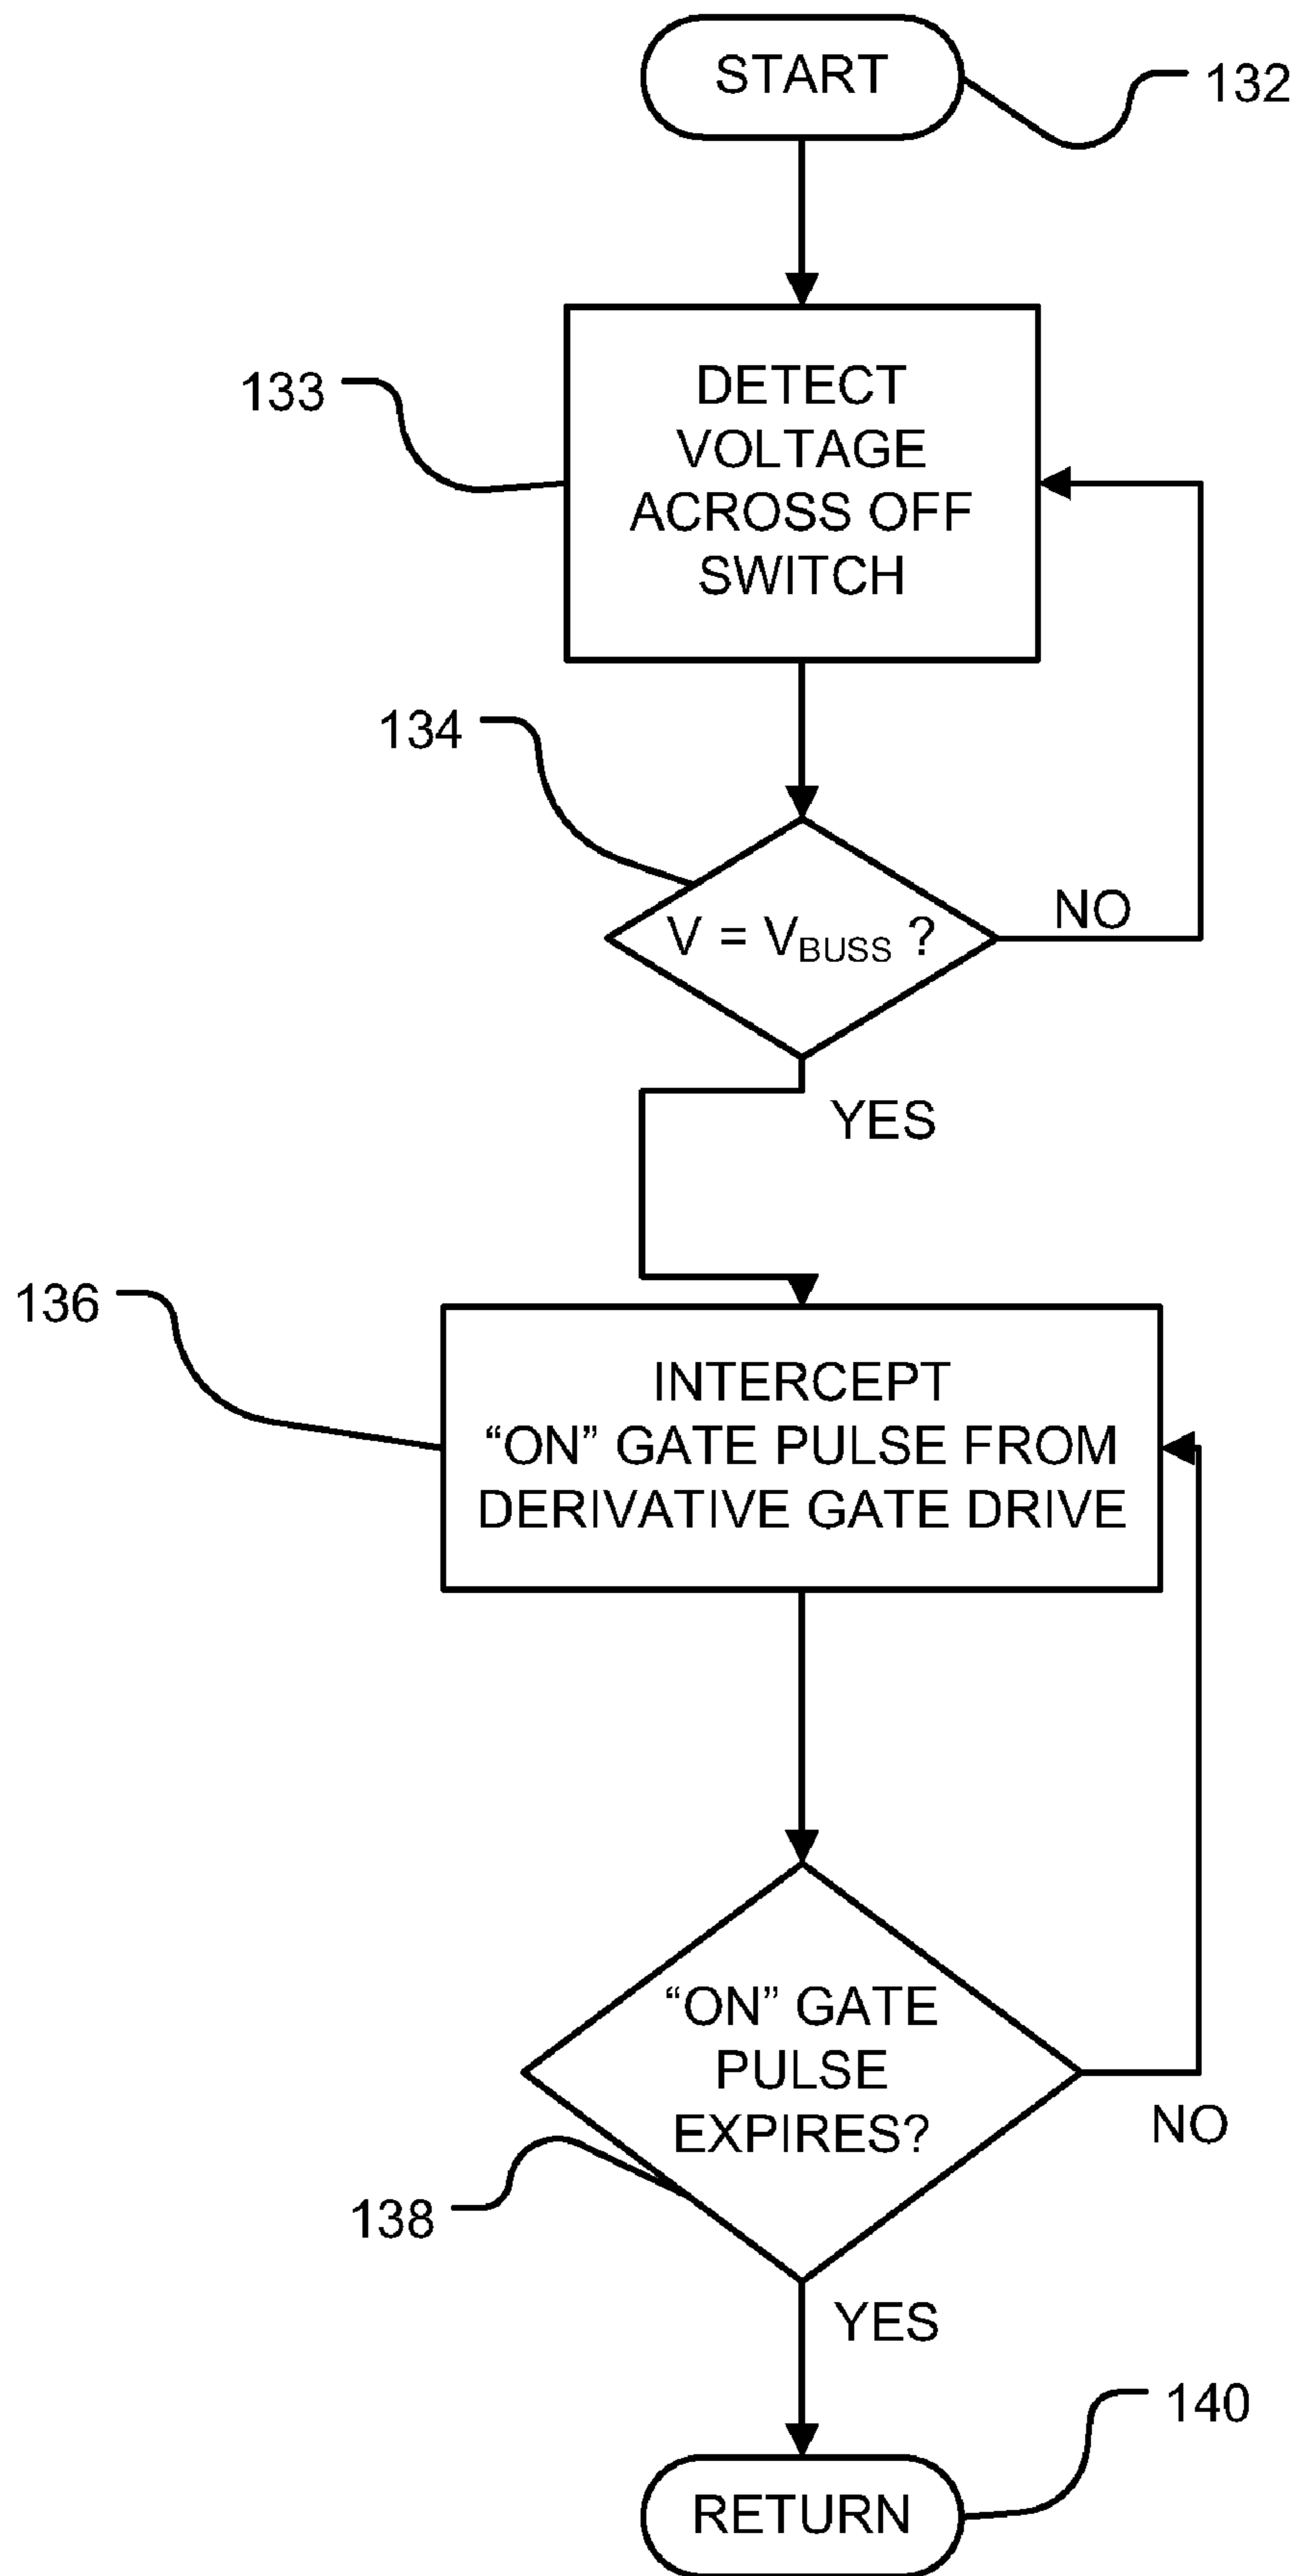 START
132
133
DETECT
VOLTAGE
ACROSS OFF
SWITCH
134
V = VBUSS ?
NO
YES
136
INTERCEPT
“ON” GATE PULSE FROM
DERIVATIVE GATE DRIVE
“ON” GATE
PULSE
EXPIRES?
NO
138
YES
140
RETURN